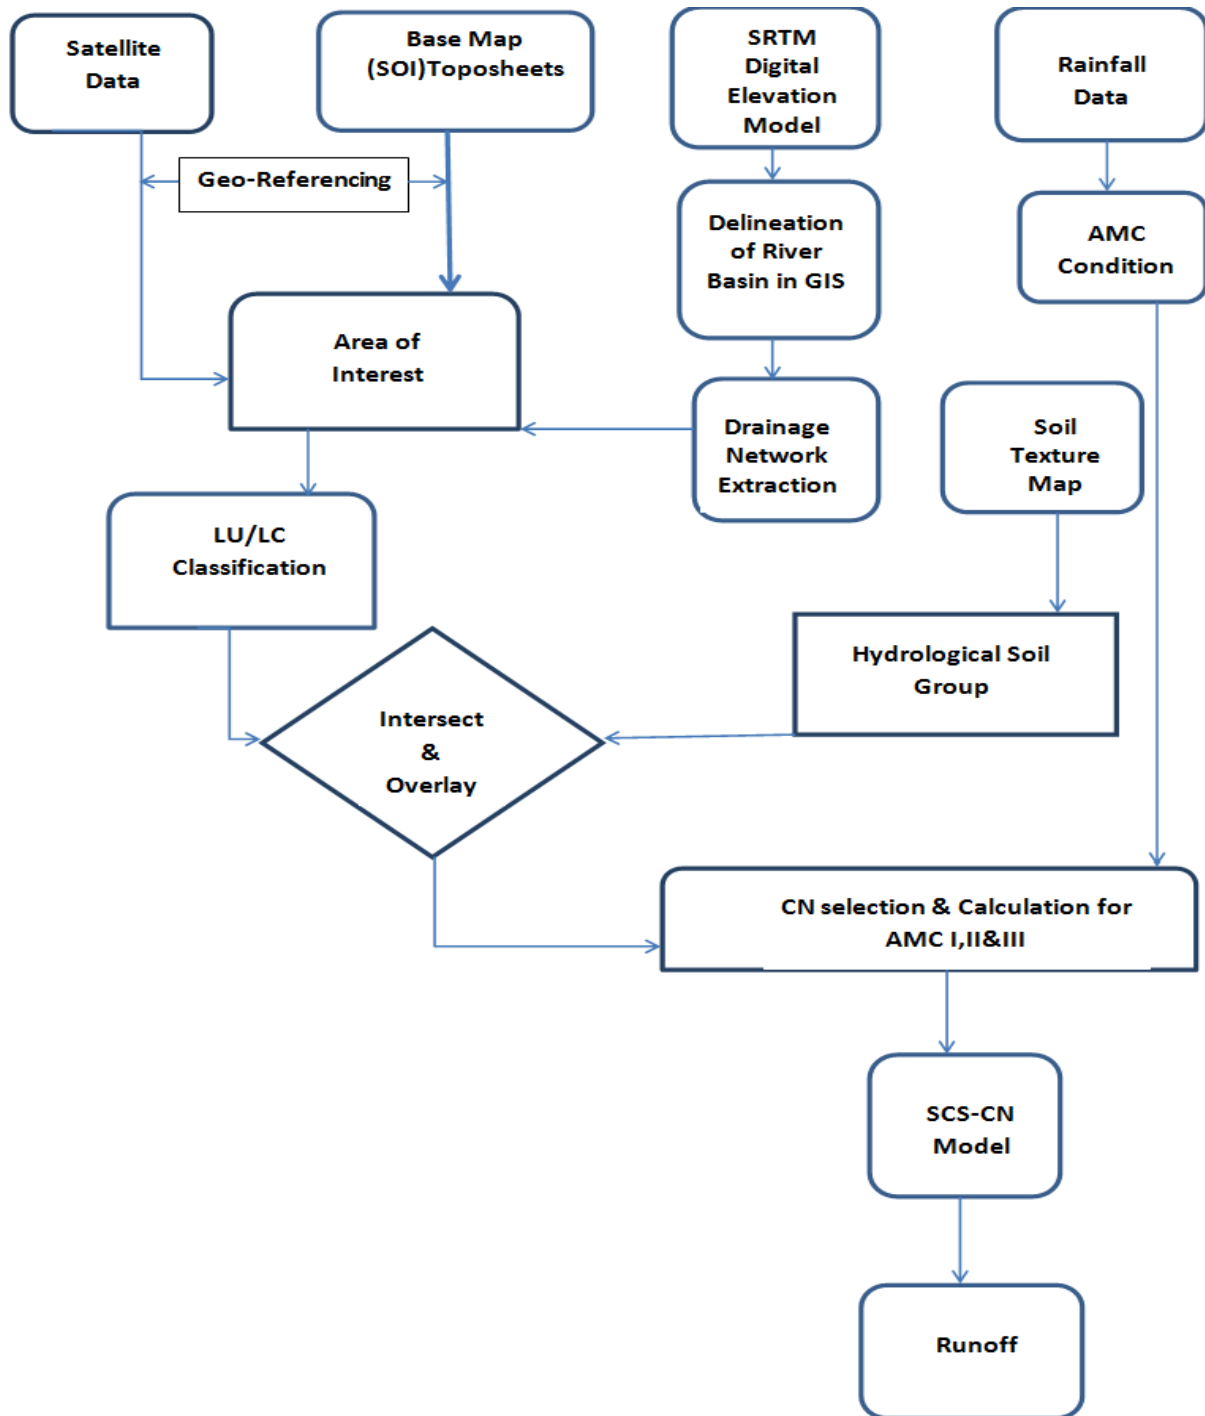 Satellite
Data
Base Map
(SOI)Toposheets
SRTM
Digital
Elevation
Model
Rainfall
Data
Geo-Referencing
Delineation
of River
Basin in GIS
AMC
Condition
Area of
Interest
Drainage
Network
Extraction
Soil
Texture
Map
LU/LC
Classification
Hydrological Soil
Group
Intersect
&
Overlay
CN selection & Calculation for
AMC I,II&III
SCS-CN
Model
Runoff